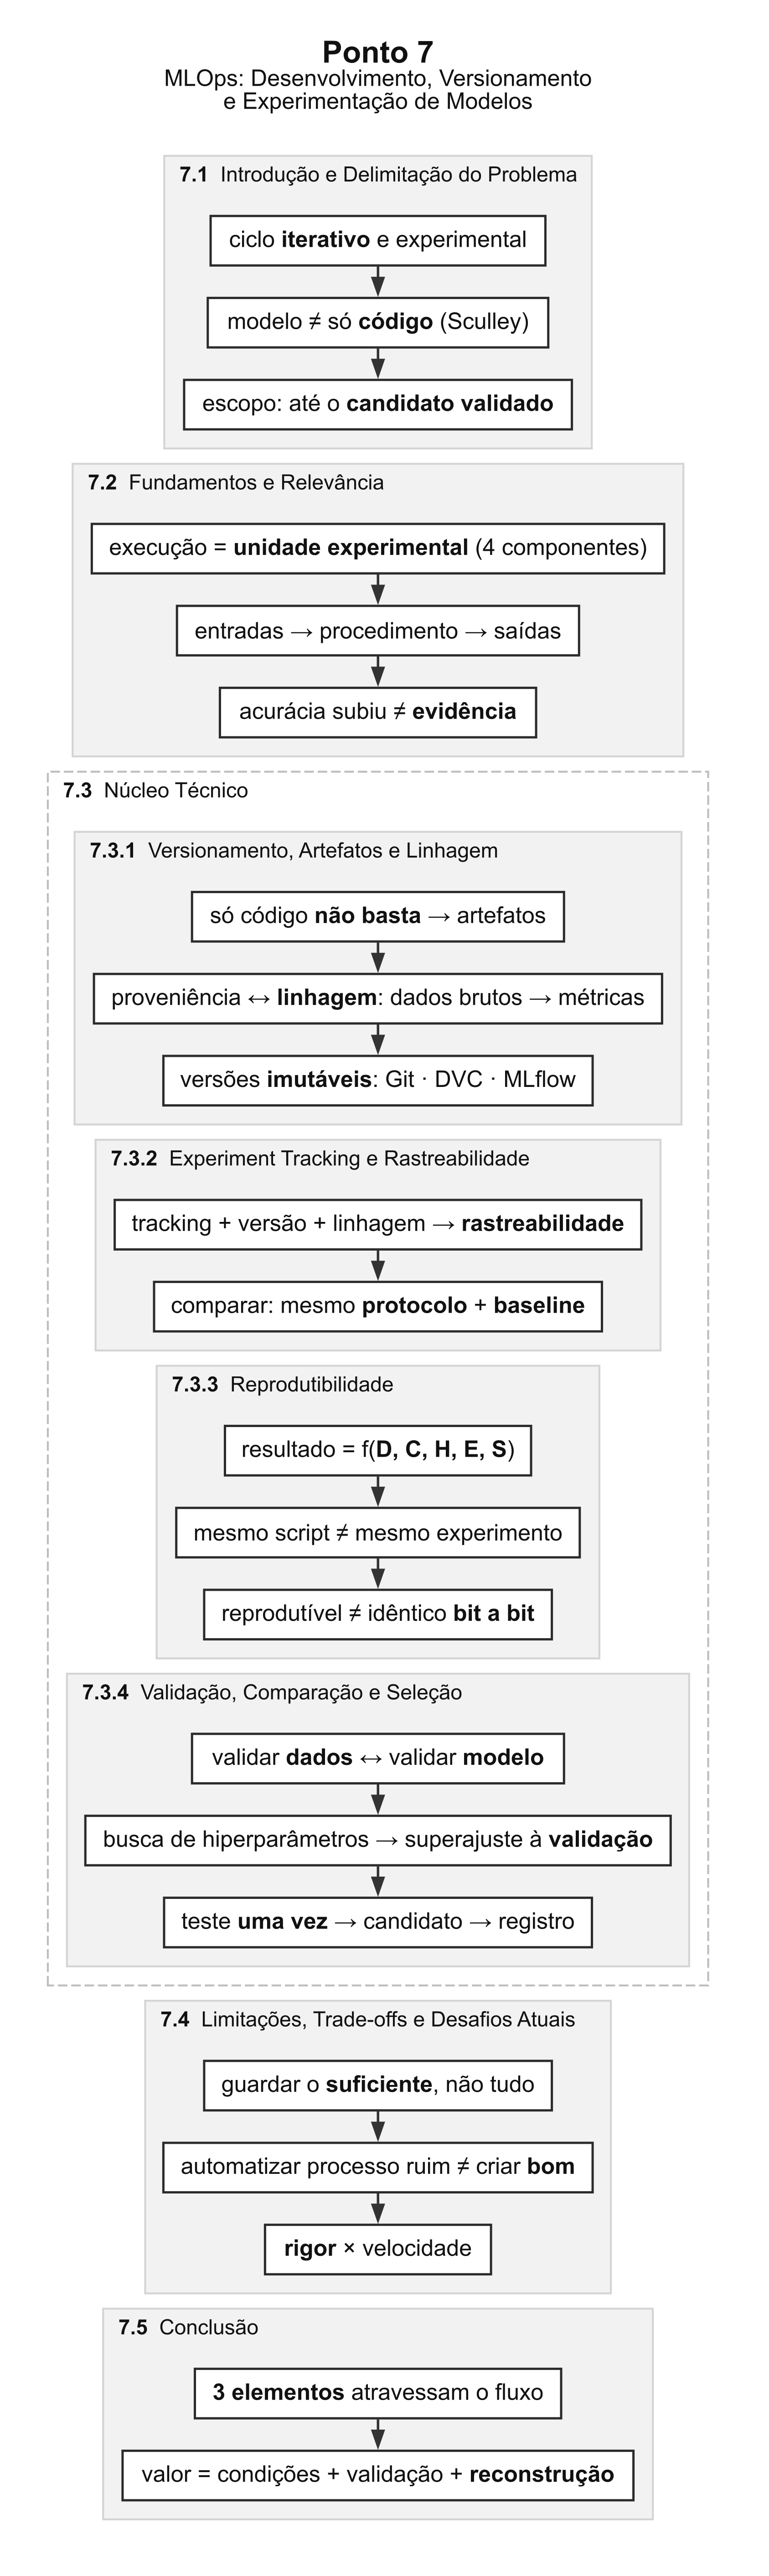 Ponto 7
MLOps: Desenvolvimento, Versionamento
e Experimentação de Modelos
7.1 Introdução e Delimitação do Problema
ciclo iterativo e experimental
modelo ≠ só código (Sculley)
escopo: até o candidato validado
7.2 Fundamentos e Relevância
execução = unidade experimental (4 componentes)
entradas → procedimento → saídas
acurácia subiu ≠ evidência
7.3 Núcleo Técnico
7.3.1 Versionamento, Artefatos e Linhagem
só código não basta → artefatos
proveniência ↔ linhagem: dados brutos → métricas
versões imutáveis: Git · DVC · MLflow
7.3.2 Experiment Tracking e Rastreabilidade
tracking + versão + linhagem → rastreabilidade
comparar: mesmo protocolo + baseline
7.3.3 Reprodutibilidade
resultado = f(D, C, H, E, S)
mesmo script ≠ mesmo experimento
reprodutível ≠ idêntico bit a bit
7.3.4 Validação, Comparação e Seleção
validar dados ↔ validar modelo
busca de hiperparâmetros → superajuste à validação
teste uma vez → candidato → registro
7.4 Limitações, Trade-offs e Desafios Atuais
guardar o suficiente, não tudo
automatizar processo ruim ≠ criar bom
rigor × velocidade
7.5 Conclusão
3 elementos atravessam o fluxo
valor = condições + validação + reconstrução